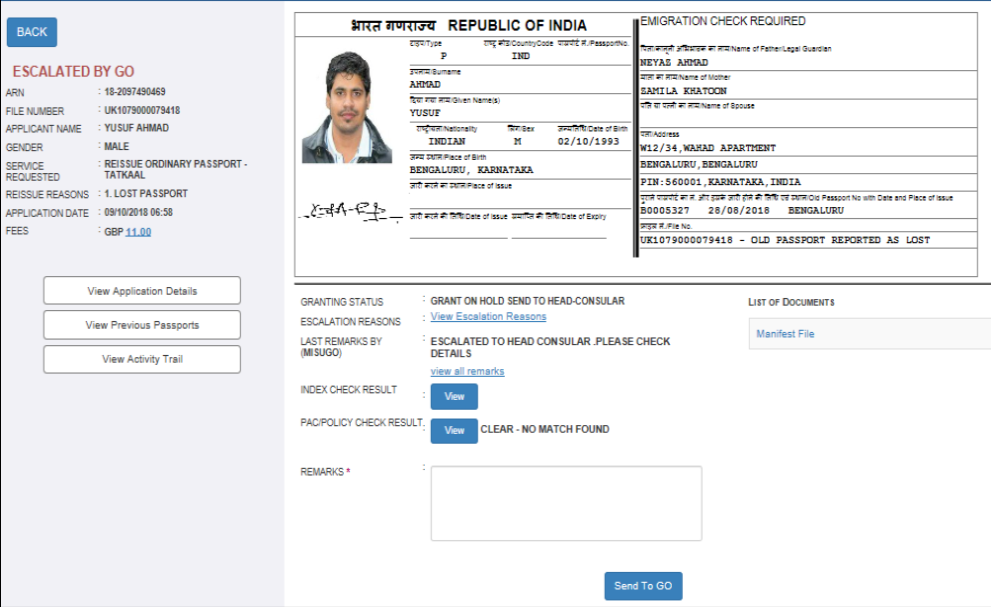 BACK
ESCALATED BY GO
ARN : 18-2097490469
FILE NUMBER : UK1079000079418
APPLICANT NAME : YUSUF AHMAD
GENDER : MALE
SERVICE REQUESTED : REISSUE ORDINARY PASSPORT - TATKAAL
REISSUE REASONS : 1. LOST PASSPORT
APPLICATION DATE : 09/10/2018 06:58
FEES : GBP 11.00
View Application Details
View Previous Passports
View Activity Trail
भारत गणराज्य REPUBLIC OF INDIA
टाइप/Type राष्ट्र कोड/CountryCode पासपोर्ट सं./PassportNo.
P IND
उपनाम/Surname
AHMAD
दिया गया नाम/Given Name(s)
YUSUF
राष्ट्रीयता/Nationality लिंग/Sex जन्मतिथि/Date of Birth
INDIAN M 02/10/1993
जन्म स्थान/Place of Birth
BENGALURU, KARNATAKA
जारी करने का स्थान/Place of Issue
जारी करने की तिथि/Date of Issue समाप्ति की तिथि/Date of Expiry
EMIGRATION CHECK REQUIRED
पिता/कानूनी अभिभावक का नाम/Name of Father/Legal Guardian
NEYAZ AHMAD
माता का नाम/Name of Mother
SAMILA KHATOON
पति या पत्नी का नाम/Name of Spouse
पता/Address
W12/34,WAHAD APARTMENT
BENGALURU,BENGALURU
PIN:560001,KARNATAKA,INDIA
पुराने पासपोर्ट का सं. और इसके जारी होने की तिथि एवं स्थान/Old Passport No with Date and Place of Issue
B0005327 28/08/2018 BENGALURU
फ़ाइल सं./File No.
UK1079000079418 - OLD PASSPORT REPORTED AS LOST
GRANTING STATUS : GRANT ON HOLD SEND TO HEAD-CONSULAR
ESCALATION REASONS : View Escalation Reasons
LAST REMARKS BY (MISUGO) : ESCALATED TO HEAD CONSULAR .PLEASE CHECK DETAILS
view all remarks
INDEX CHECK RESULT : View
PAC/POLICY CHECK RESULT : View CLEAR - NO MATCH FOUND
REMARKS * :
Send To GO
LIST OF DOCUMENTS
Manifest File